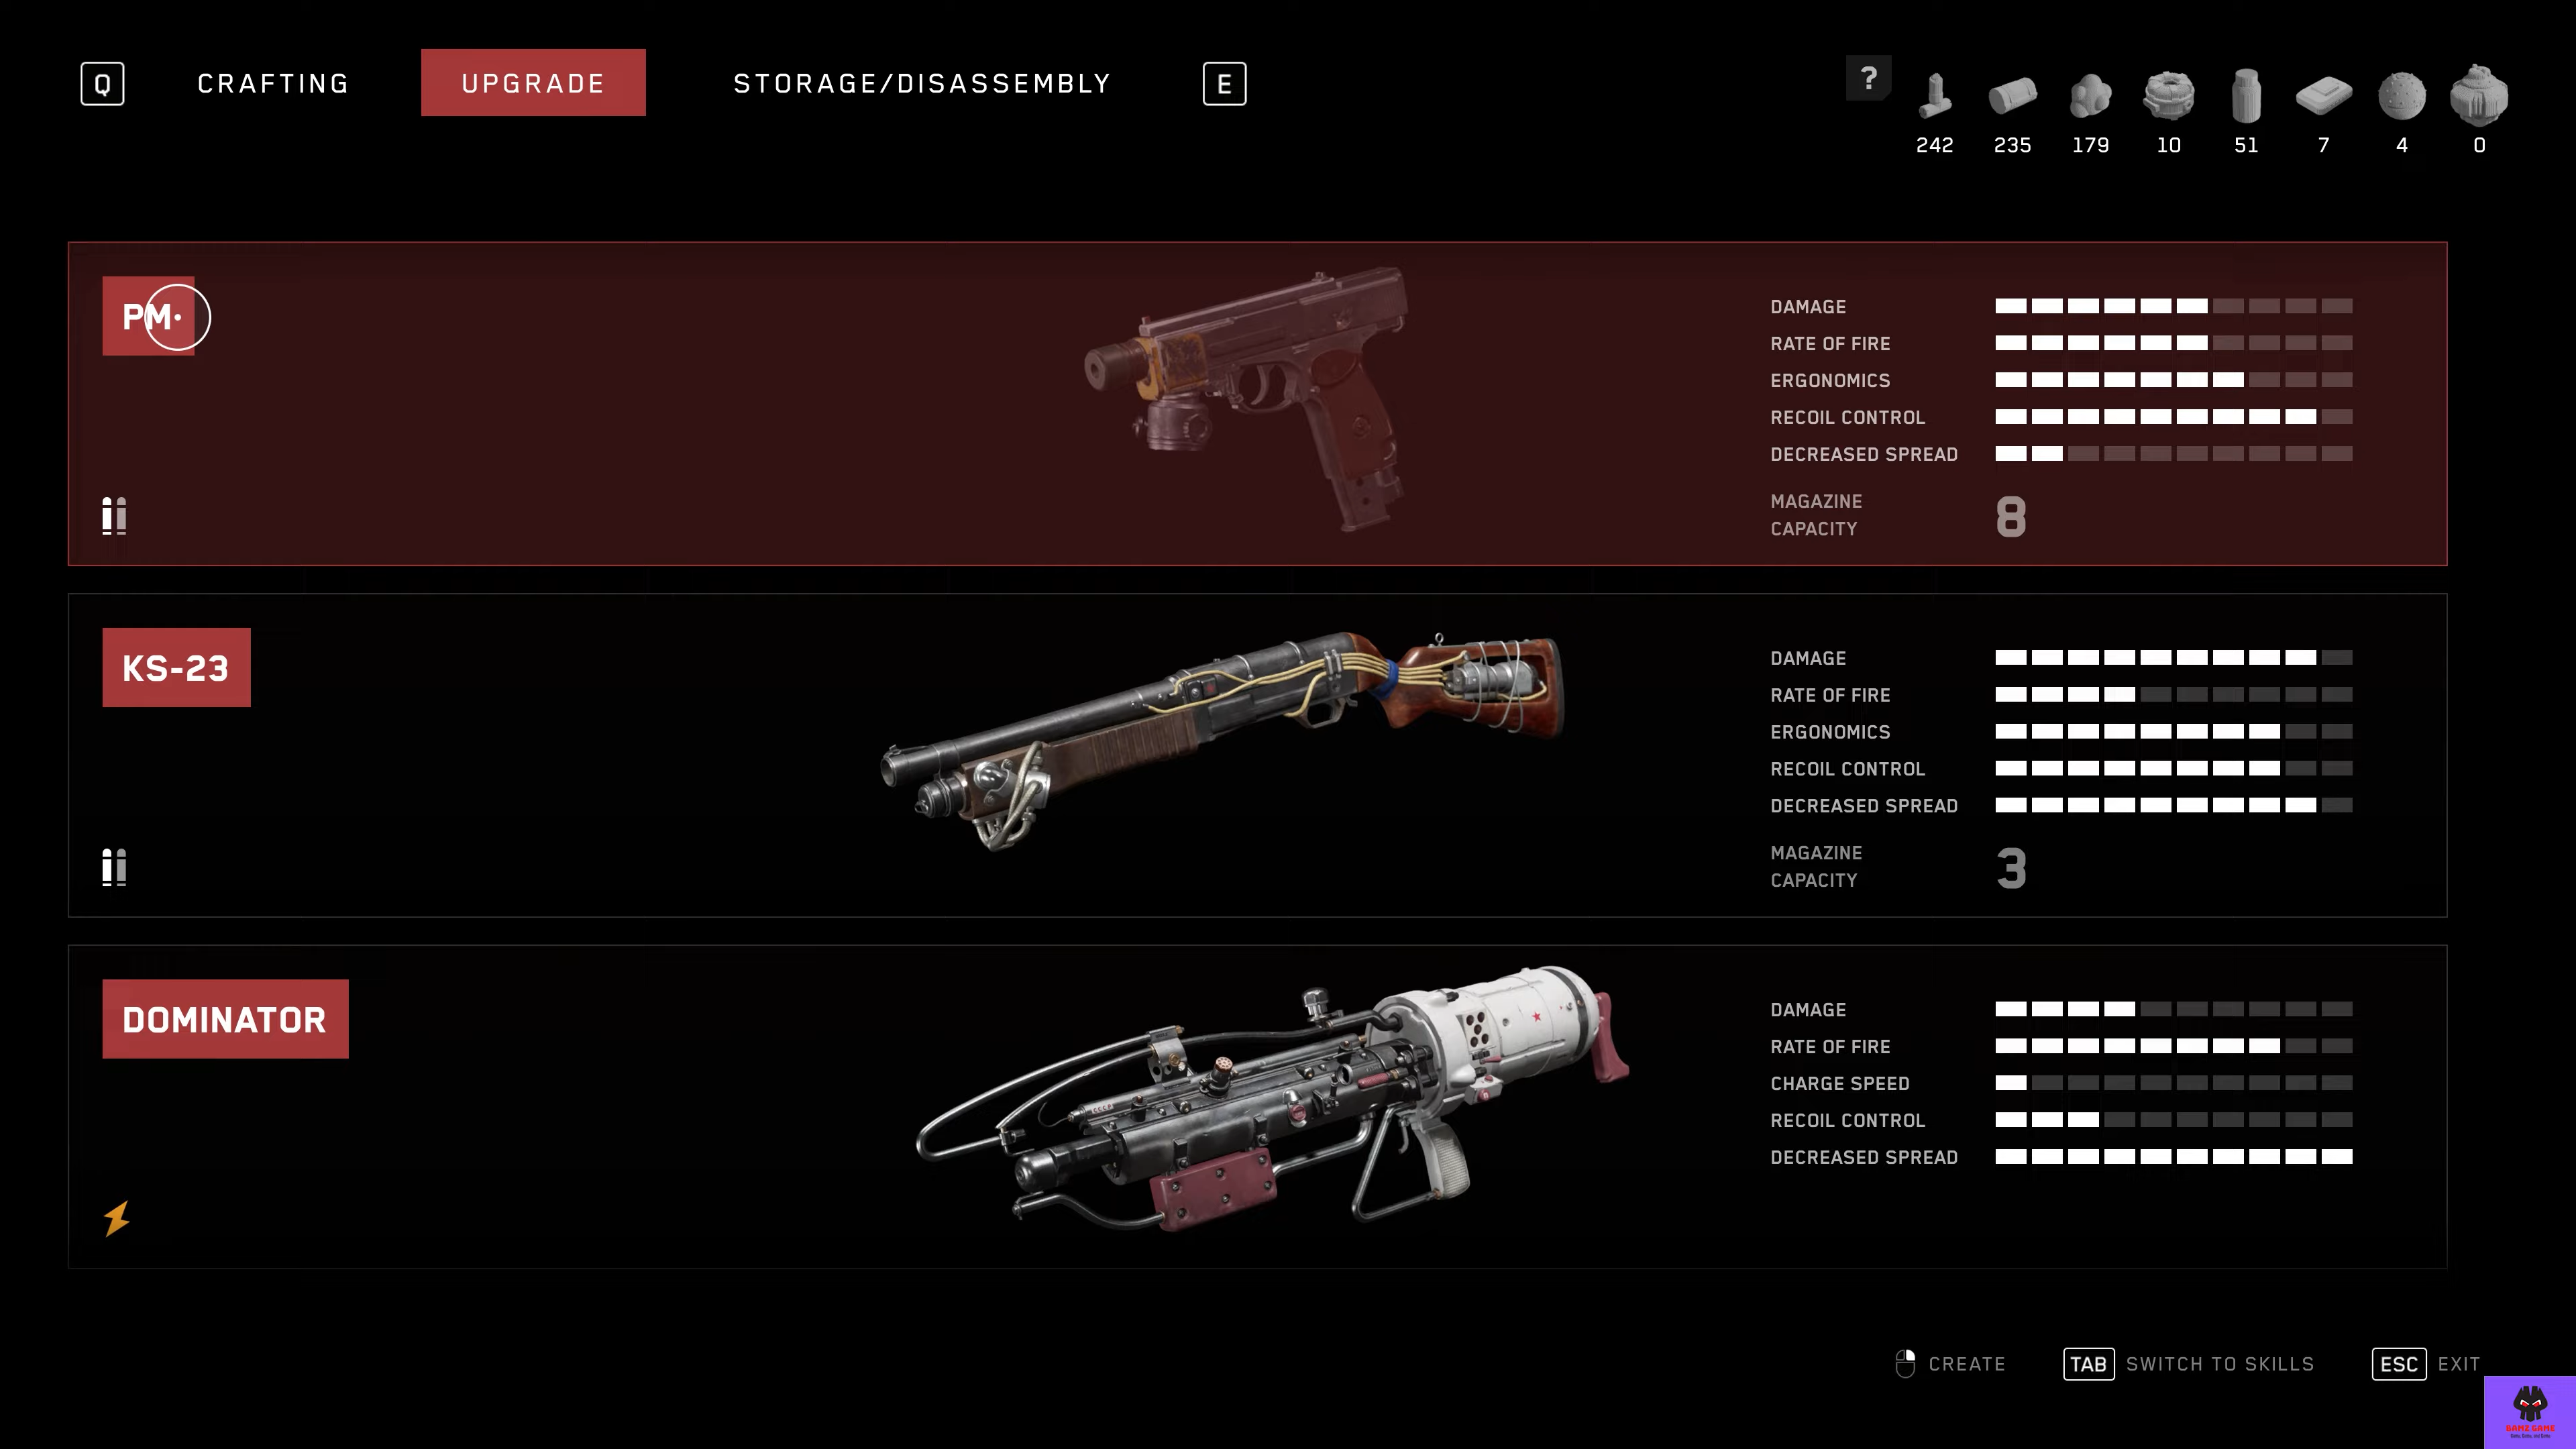 Q CRAFTING UPGRADE STORAGE/DISASSEMBLY E
?
242 235 179 10 51 7 4 0
PM
DAMAGE
RATE OF FIRE
ERGONOMICS
RECOIL CONTROL
DECREASED SPREAD
MAGAZINE
CAPACITY
8
KS-23
DAMAGE
RATE OF FIRE
ERGONOMICS
RECOIL CONTROL
DECREASED SPREAD
MAGAZINE
CAPACITY
3
DOMINATOR
DAMAGE
RATE OF FIRE
CHARGE SPEED
RECOIL CONTROL
DECREASED SPREAD
CREATE TAB SWITCH TO SKILLS ESC EXIT